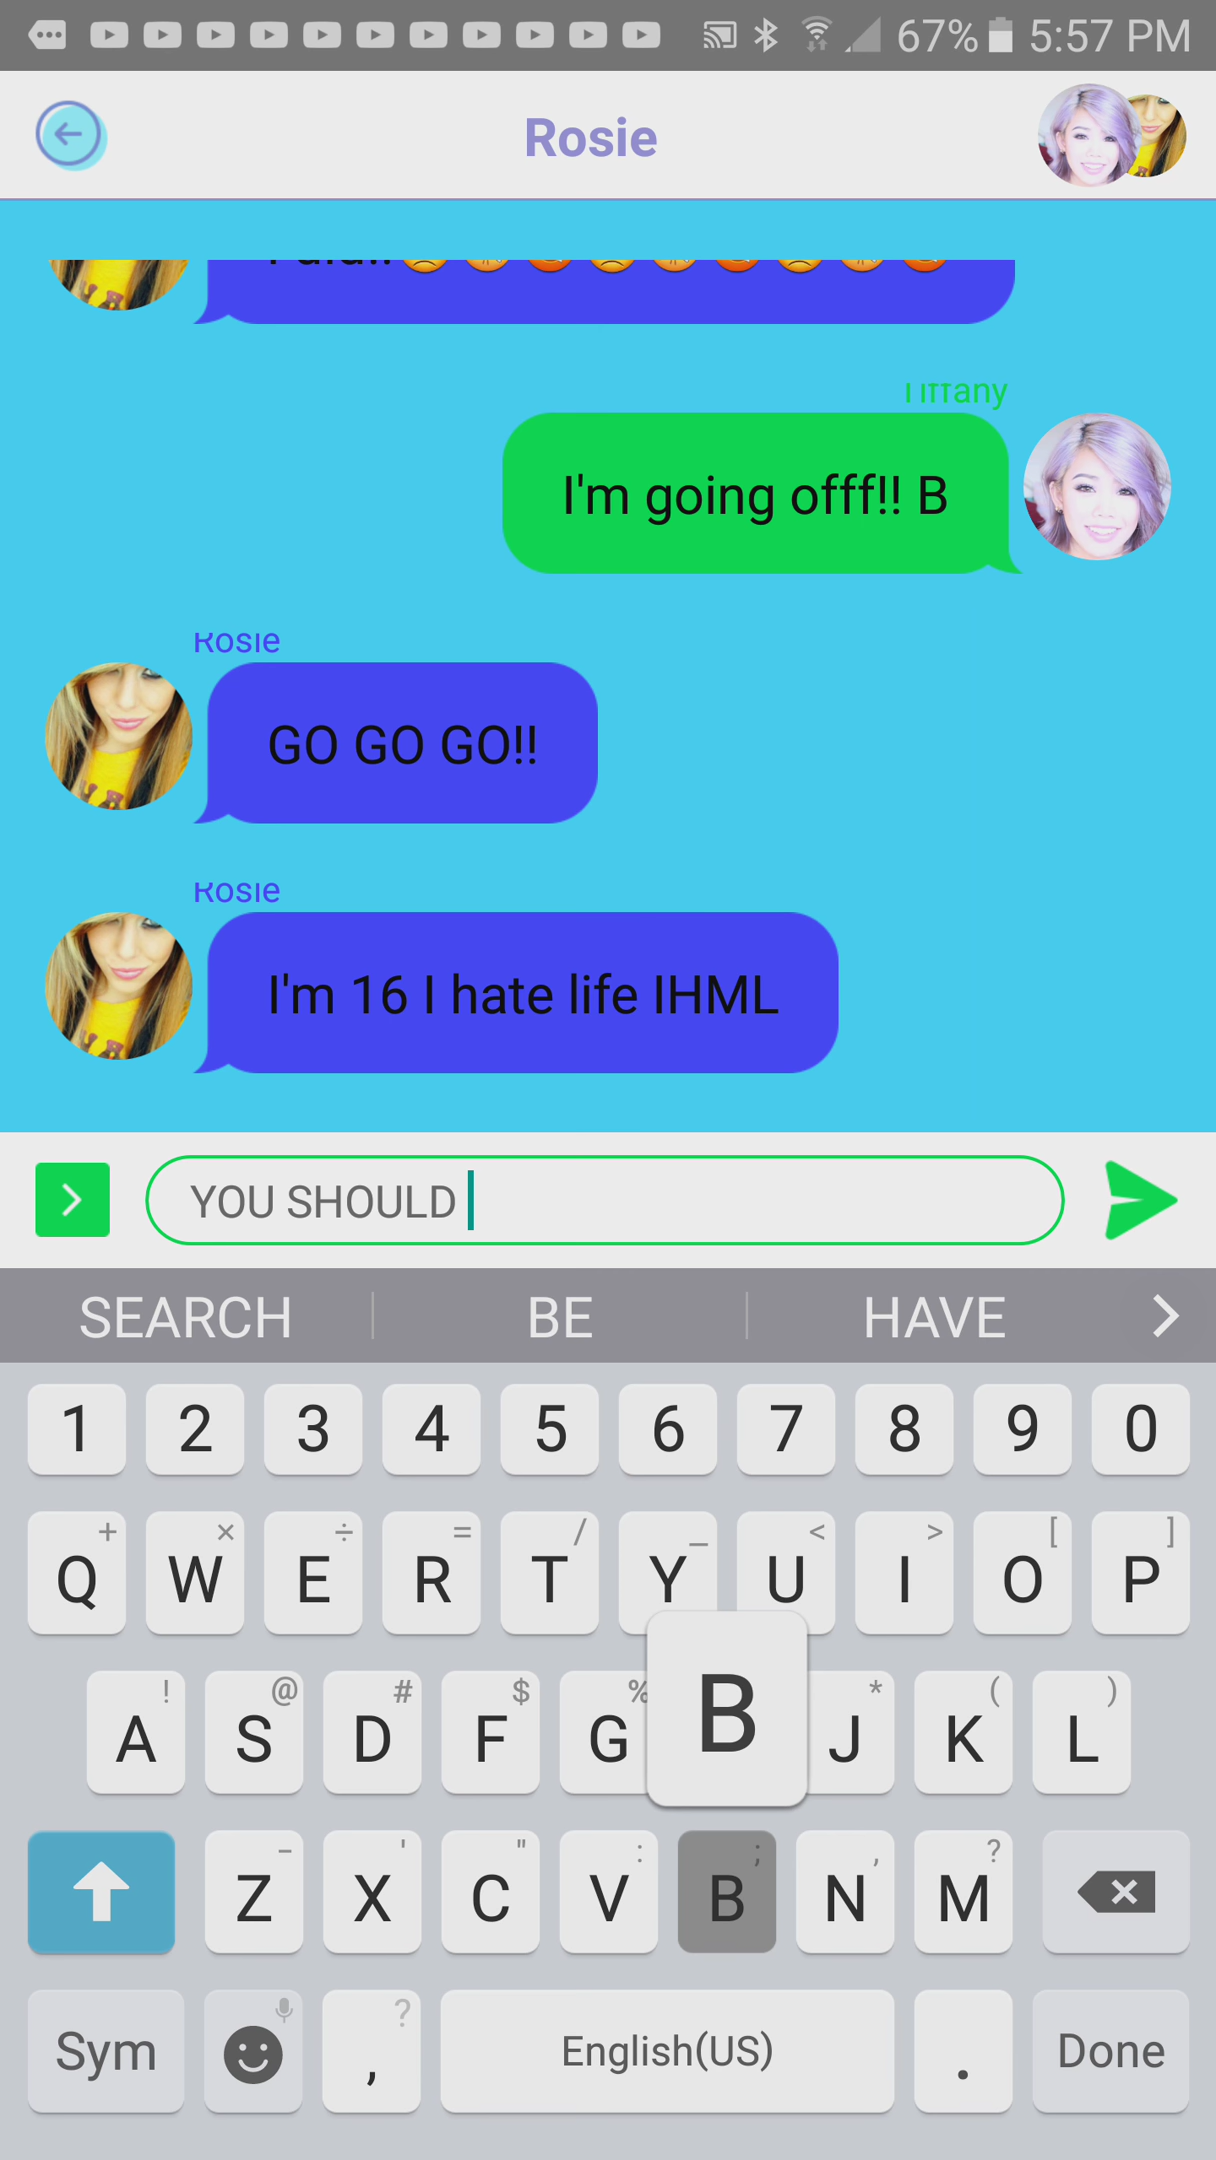 67% 5:57 PM
Rosie
Tiffany
I'm going offf!! B
Rosie
GO GO GO!!
Rosie
I'm 16 I hate life IHML
YOU SHOULD
SEARCH BE HAVE
1 2 3 4 5 6 7 8 9 0
+ × ÷ = / _ < > [ ]
Q W E R T Y U I O P
! @ # $ % * ( )
A S D F G B J K L
- ' " : ; , ?
Z X C V B N M
?
Sym , English(US) . Done